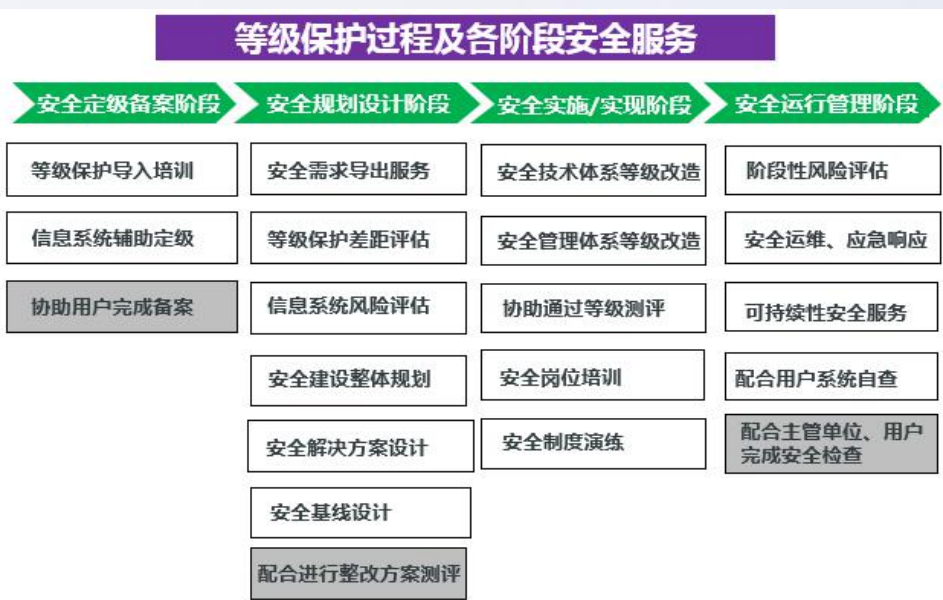 等级保护过程及各阶段安全服务
安全定级备案阶段
安全规划设计阶段
安全实施/实现阶段
安全运行管理阶段
等级保护导入培训
信息系统辅助定级
协助用户完成备案
安全需求导出服务
等级保护差距评估
信息系统风险评估
安全建设整体规划
安全解决方案设计
安全基线设计
配合进行整改方案测评
安全技术体系等级改造
安全管理体系等级改造
协助通过等级测评
安全岗位培训
安全制度演练
阶段性风险评估
安全运维、应急响应
可持续性安全服务
配合用户系统自查
配合主管单位、用户
完成安全检查